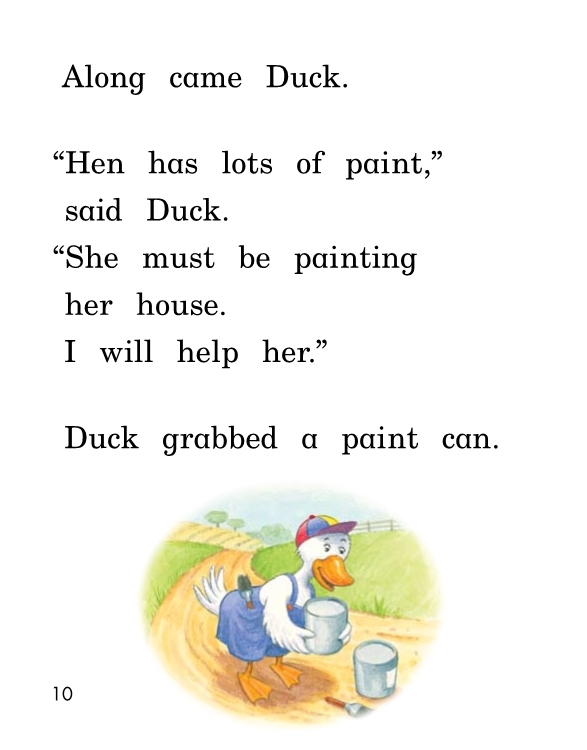 Along came Duck.
“Hen has lots of paint,”
said Duck.
“She must be painting
her house.
I will help her.”
Duck grabbed a paint can.
10